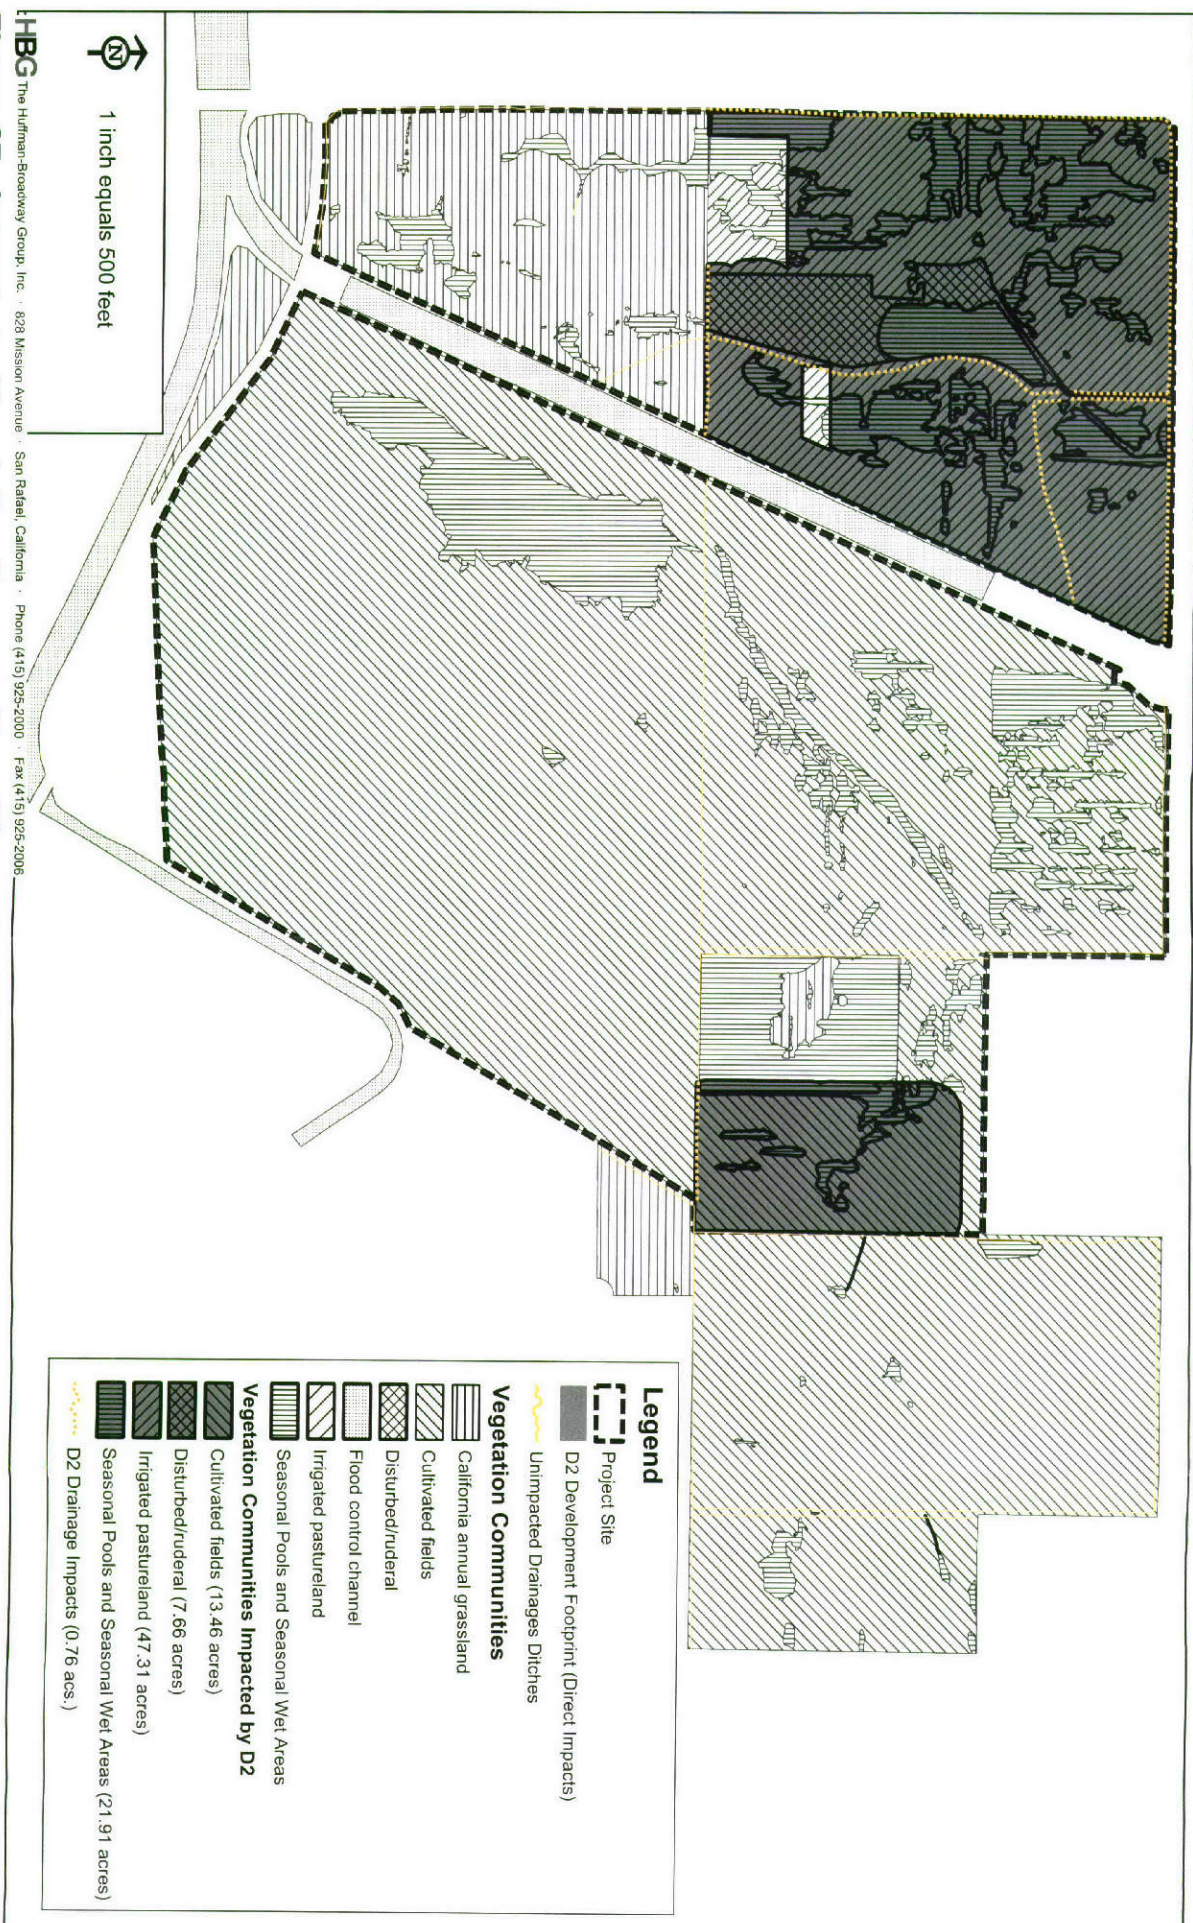 Legend
Project Site
D2 Development Footprint (Direct Impacts)
Unimpacted Drainages Ditches
Vegetation Communities
California annual grassland
Cultivated fields
Disturbed/ruderal
Flood control channel
Irrigated pastureland
Seasonal Pools and Seasonal Wet Areas
Vegetation Communities Impacted by D2
Cultivated fields (13.46 acres)
Disturbed/ruderal (7.66 acres)
Irrigated pastureland (47.31 acres)
Seasonal Pools and Seasonal Wet Areas (21.91 acres)
D2 Drainage Impacts (0.76 acs.)
N
1 inch equals 500 feet
HBG The Huffman-Broadway Group, Inc. · 828 Mission Avenue · San Rafael, California · Phone (415) 925-2000 · Fax (415) 925-2006